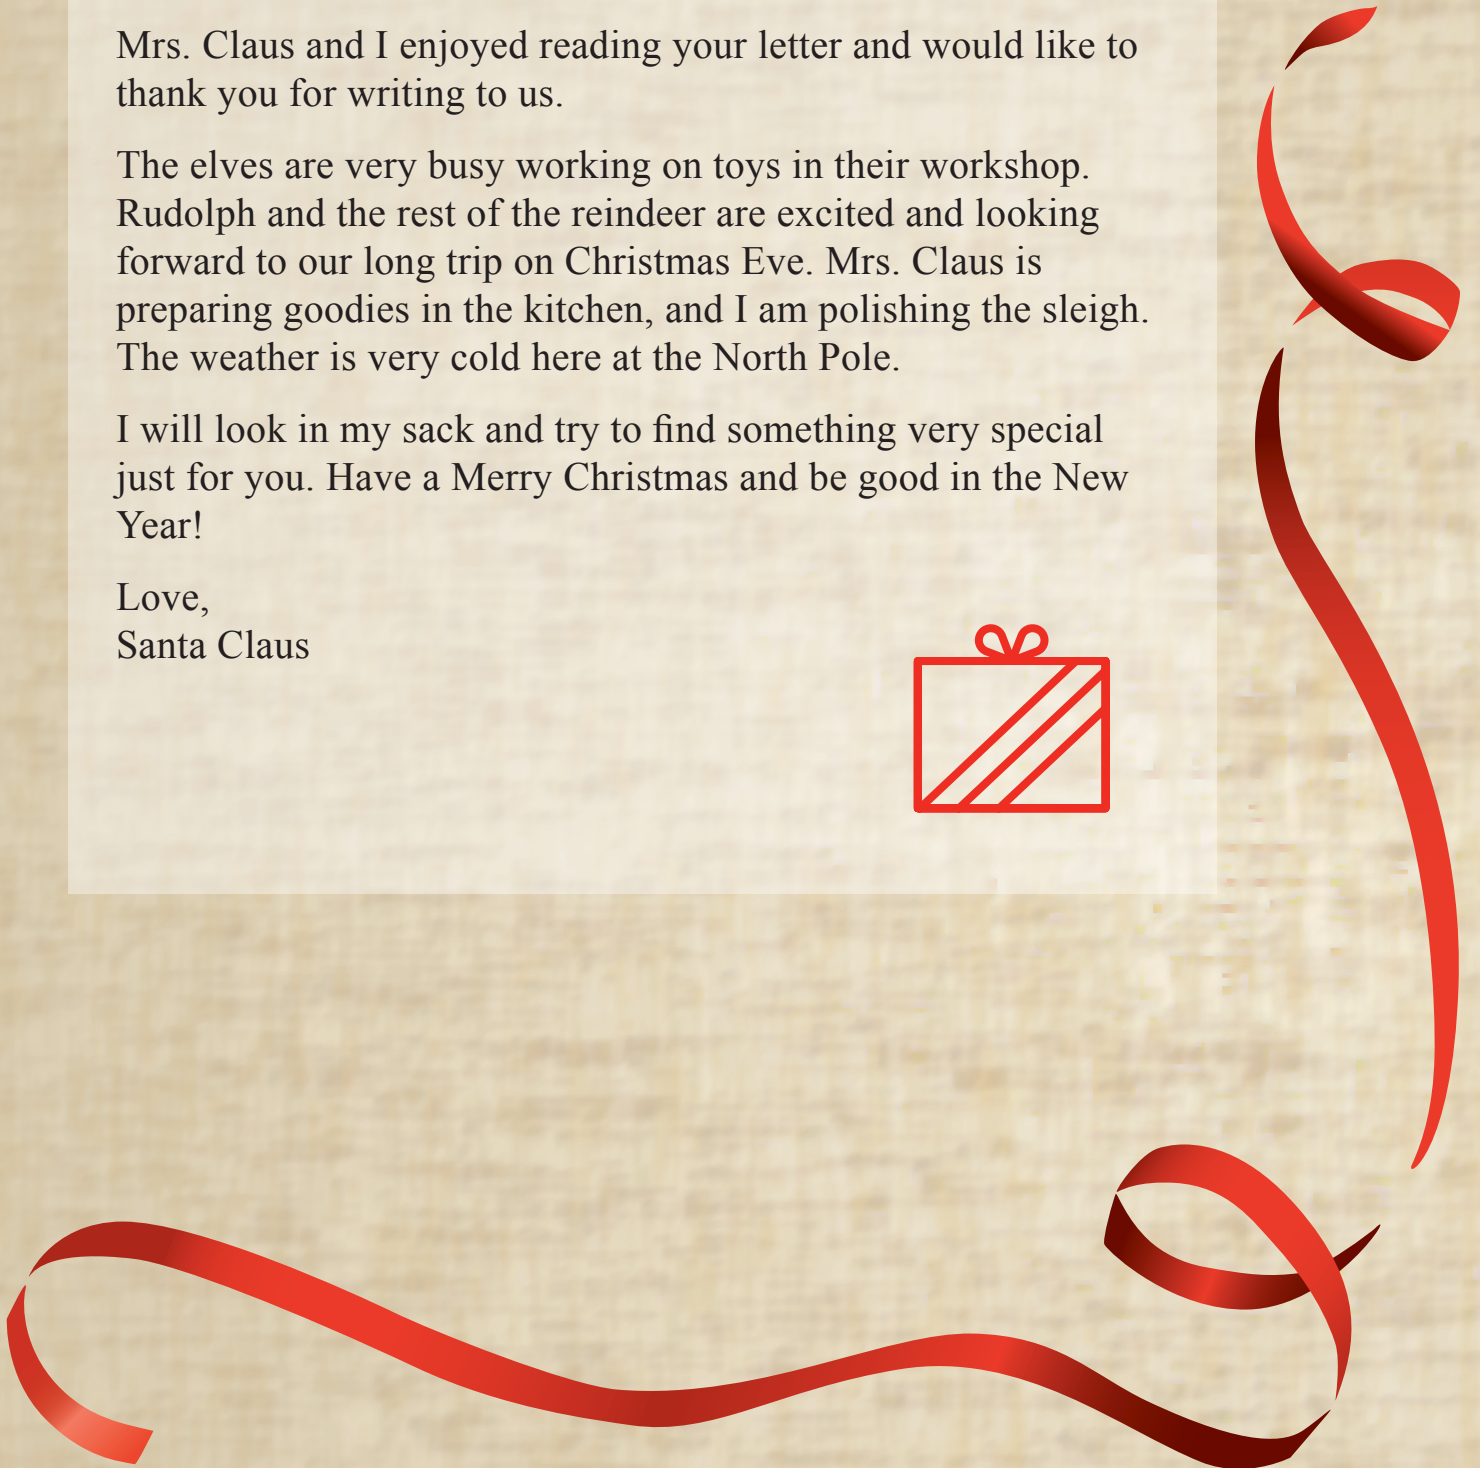 Mrs. Claus and I enjoyed reading your letter and would like to
thank you for writing to us.
The elves are very busy working on toys in their workshop.
Rudolph and the rest of the reindeer are excited and looking
forward to our long trip on Christmas Eve. Mrs. Claus is
preparing goodies in the kitchen, and I am polishing the sleigh.
The weather is very cold here at the North Pole.
I will look in my sack and try to find something very special
just for you. Have a Merry Christmas and be good in the New
Year!
Love,
Santa Claus